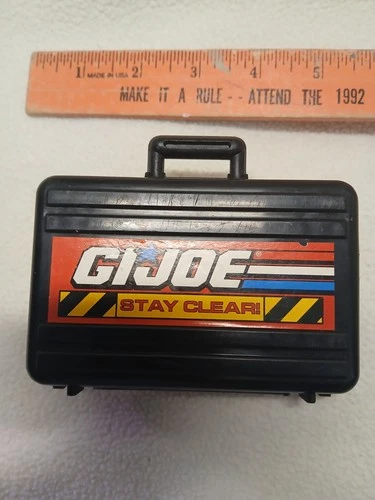 1 MADE IN USA 2 3 4 5
MAKE IT A RULE -- ATTEND THE 1992
GI JOE
STAY CLEAR!